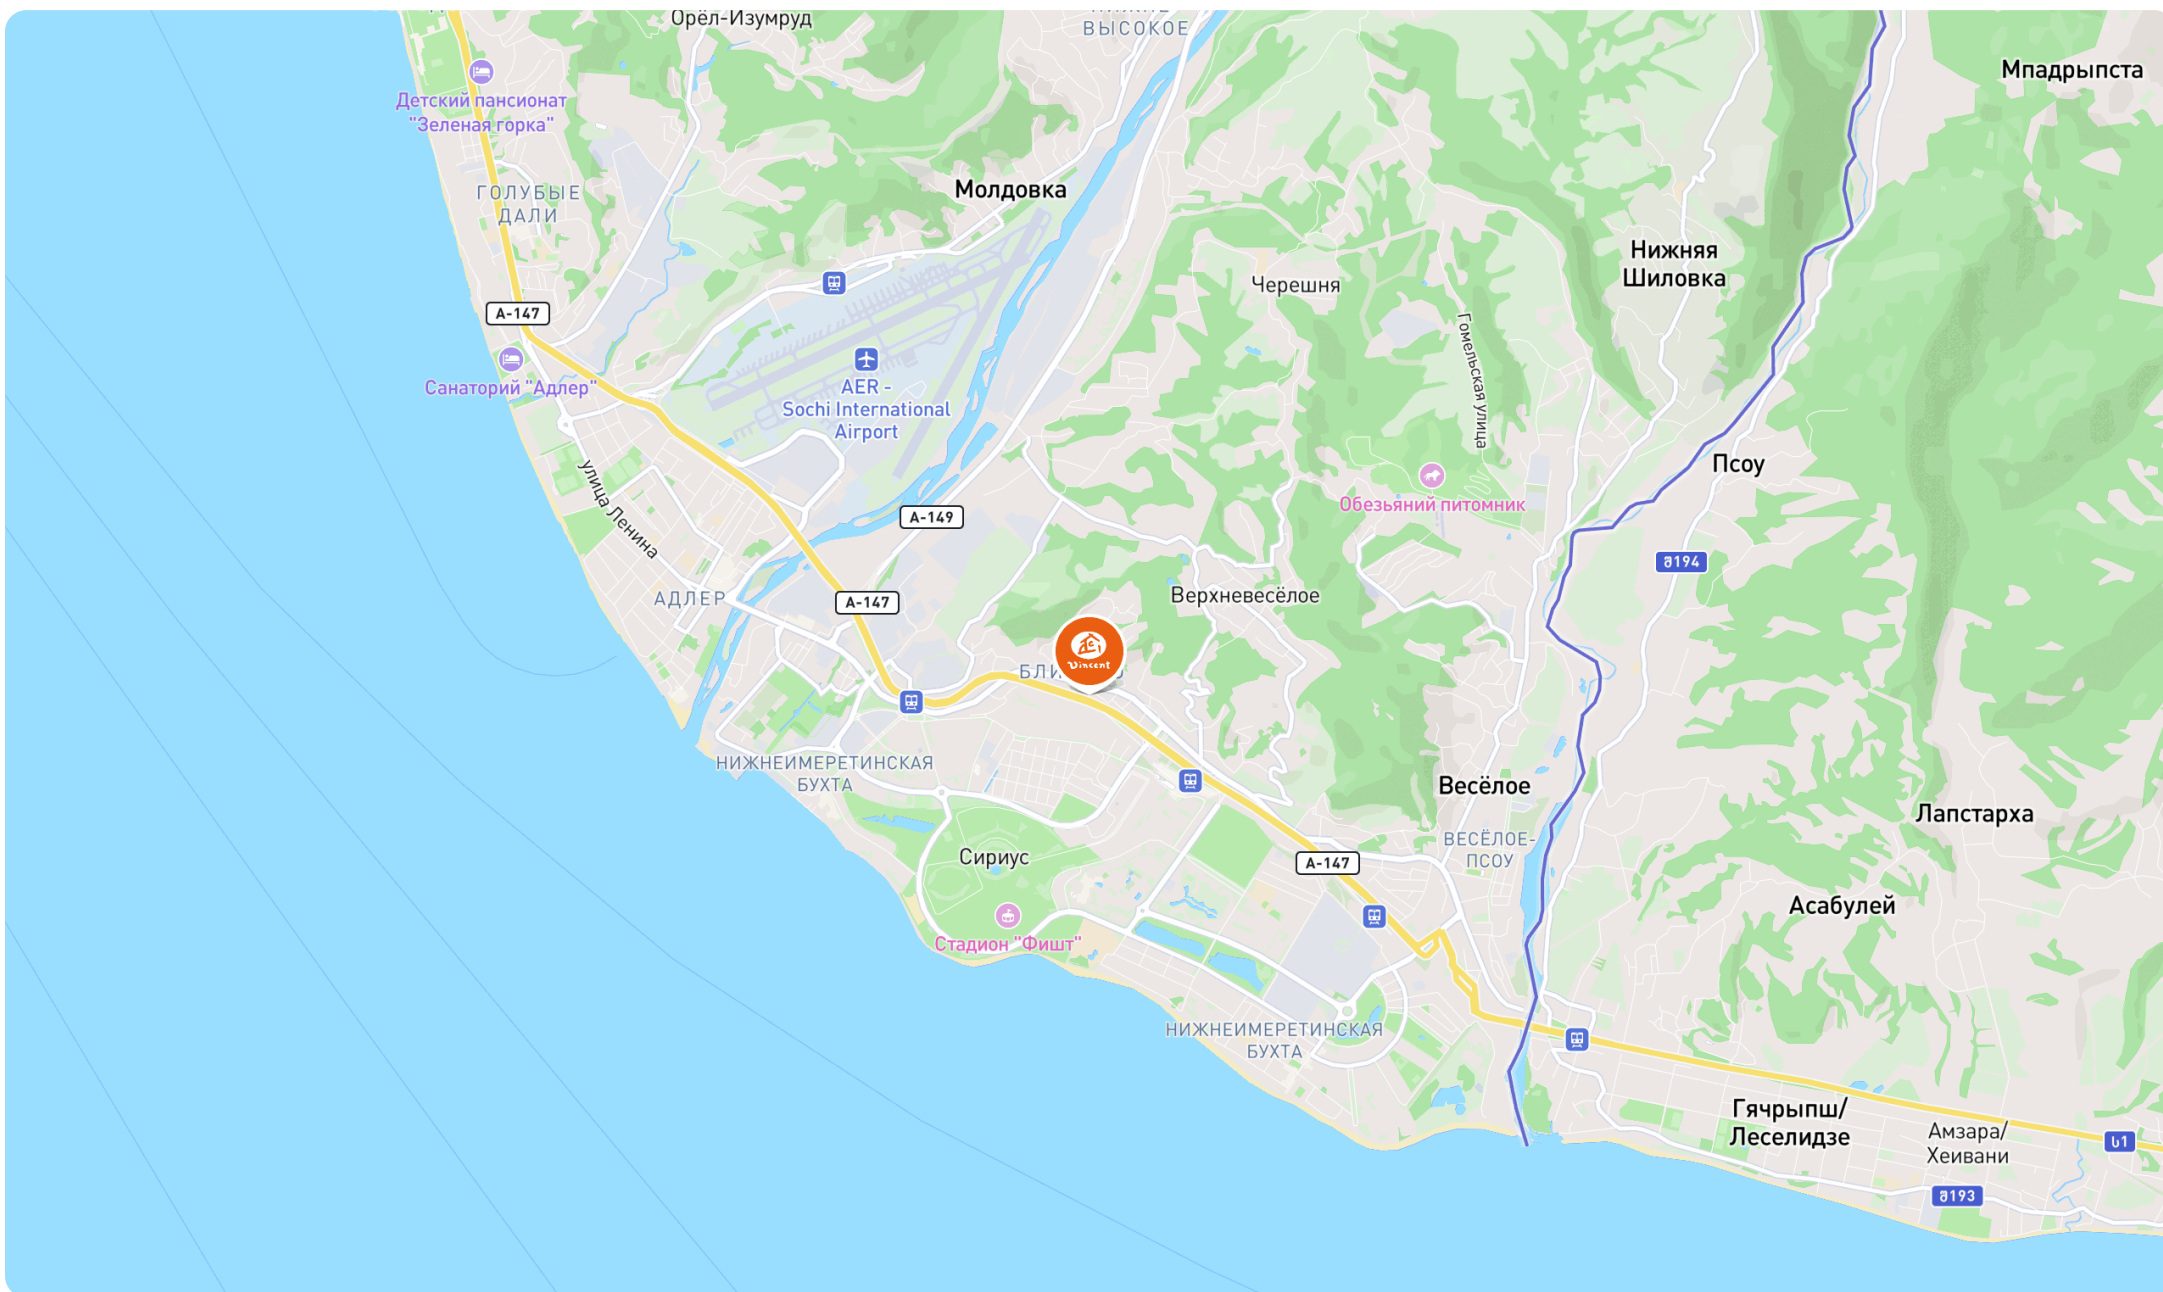 Орёл-Изумруд
ВЫСОКОЕ
Мпадрыпста
Детский пансионат
"Зеленая горка"
ГОЛУБЫЕ
ДАЛИ
Молдовка
Нижняя
Шиловка
Черешня
A-147
Гомельская улица
Санаторий "Адлер"
AER -
Sochi International
Airport
улица Ленина
Псоу
Обезьяний питомник
A-149
შ194
АДЛЕР
A-147
Верхневесёлое
Vincent
НИЖНЕИМЕРЕТИНСКАЯ
БУХТА
Весёлое
Лапстарха
ВЕСЁЛОЕ-
ПСОУ
Сириус
A-147
Асабулей
Стадион "Фишт"
НИЖНЕИМЕРЕТИНСКАЯ
БУХТА
Гячрыпш/
Леселидзе
Амзара/
Хеивани
ს1
შ193